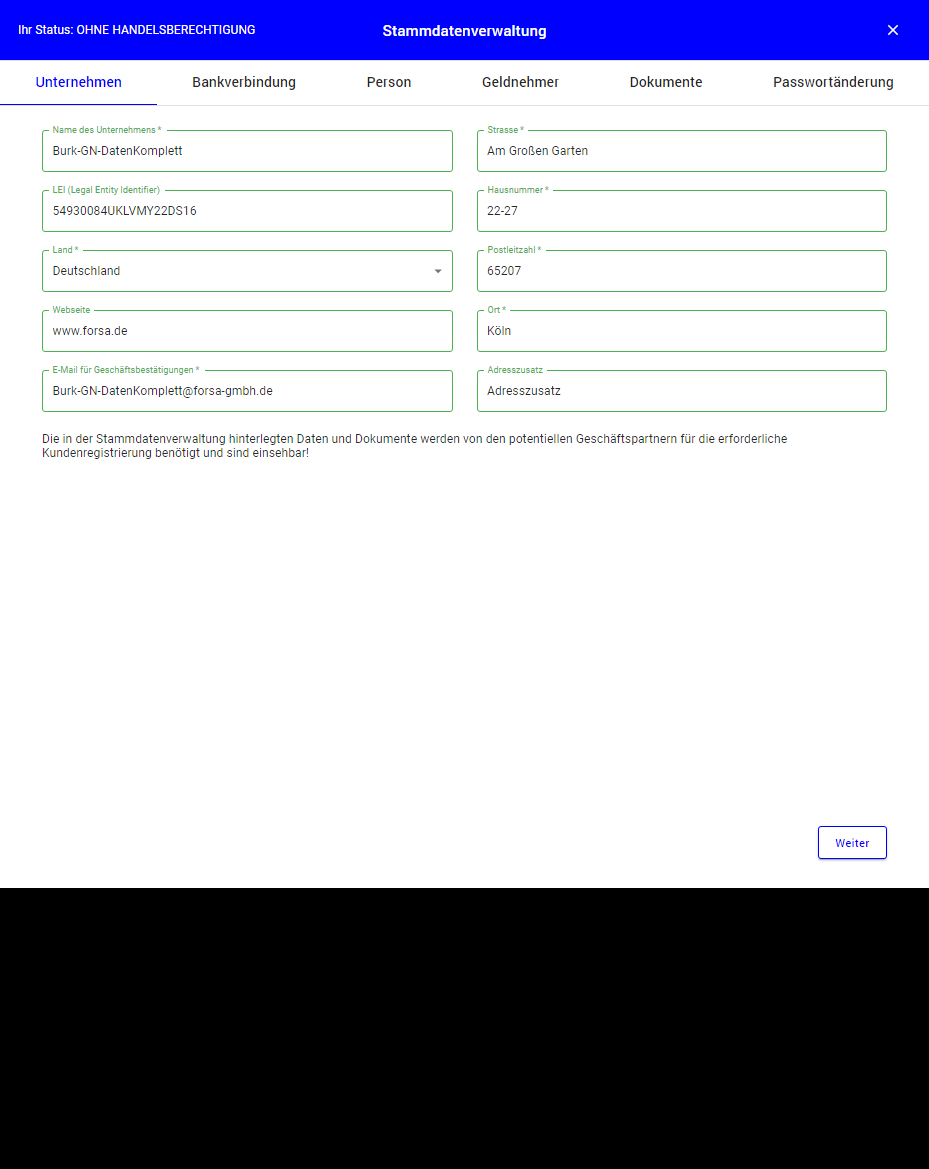 Ihr Status: OHNE HANDELSBERECHTIGUNG
Stammdatenverwaltung
Unternehmen
Bankverbindung
Person
Geldnehmer
Dokumente
Passwortänderung
Name des Unternehmens *
Burk-GN-DatenKomplett
Strasse *
Am Großen Garten
LEI (Legal Entity Identifier)
54930084UKLVMY22DS16
Hausnummer *
22-27
Land *
Deutschland
Postleitzahl *
65207
Webseite
www.forsa.de
Ort *
Köln
E-Mail für Geschäftsbestätigungen *
Burk-GN-DatenKomplett@forsa-gmbh.de
Adresszusatz
Adresszusatz
Die in der Stammdatenverwaltung hinterlegten Daten und Dokumente werden von den potentiellen Geschäftspartnern für die erforderliche
Kundenregistrierung benötigt und sind einsehbar!
Weiter